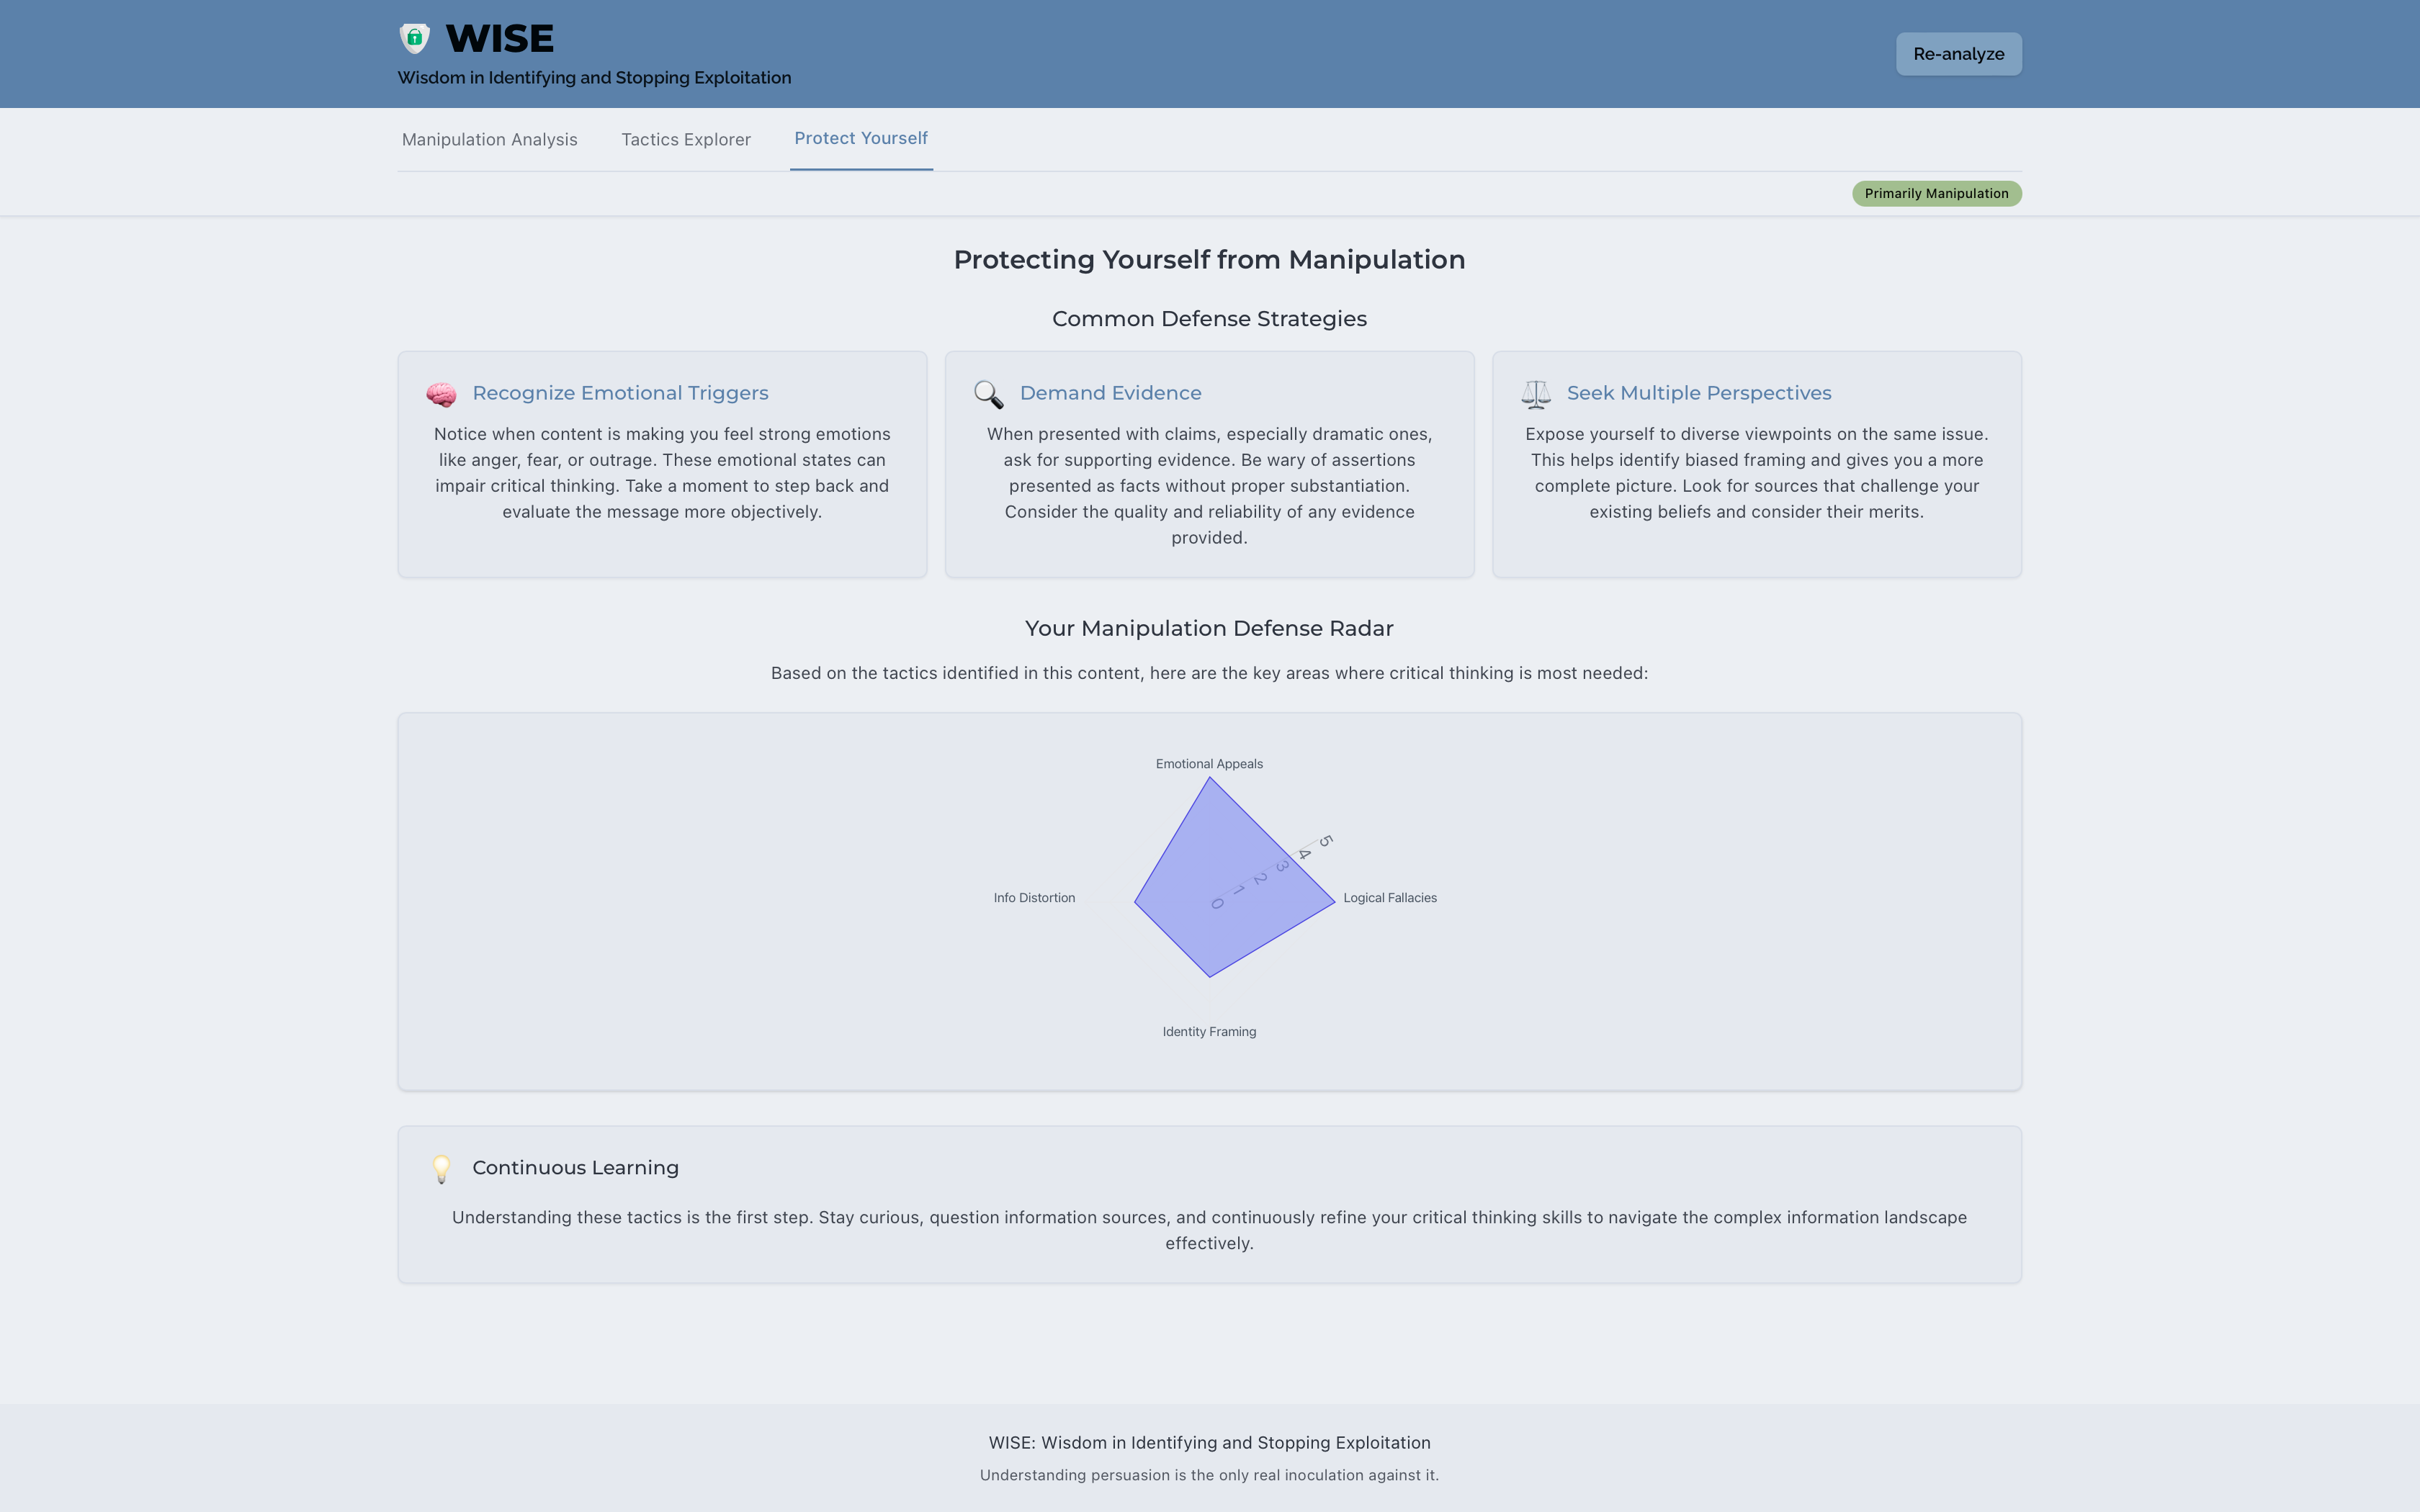 WISE
Wisdom in Identifying and Stopping Exploitation
Re-analyze
Manipulation Analysis
Tactics Explorer
Protect Yourself
Primarily Manipulation
Protecting Yourself from Manipulation
Common Defense Strategies
Recognize Emotional Triggers
Notice when content is making you feel strong emotions
like anger, fear, or outrage. These emotional states can
impair critical thinking. Take a moment to step back and
evaluate the message more objectively.
Demand Evidence
When presented with claims, especially dramatic ones,
ask for supporting evidence. Be wary of assertions
presented as facts without proper substantiation.
Consider the quality and reliability of any evidence
provided.
Seek Multiple Perspectives
Expose yourself to diverse viewpoints on the same issue.
This helps identify biased framing and gives you a more
complete picture. Look for sources that challenge your
existing beliefs and consider their merits.
Your Manipulation Defense Radar
Based on the tactics identified in this content, here are the key areas where critical thinking is most needed:
Emotional Appeals
5
4
3
2
1
0
Info Distortion
Logical Fallacies
Identity Framing
Continuous Learning
Understanding these tactics is the first step. Stay curious, question information sources, and continuously refine your critical thinking skills to navigate the complex information landscape
effectively.
WISE: Wisdom in Identifying and Stopping Exploitation
Understanding persuasion is the only real inoculation against it.